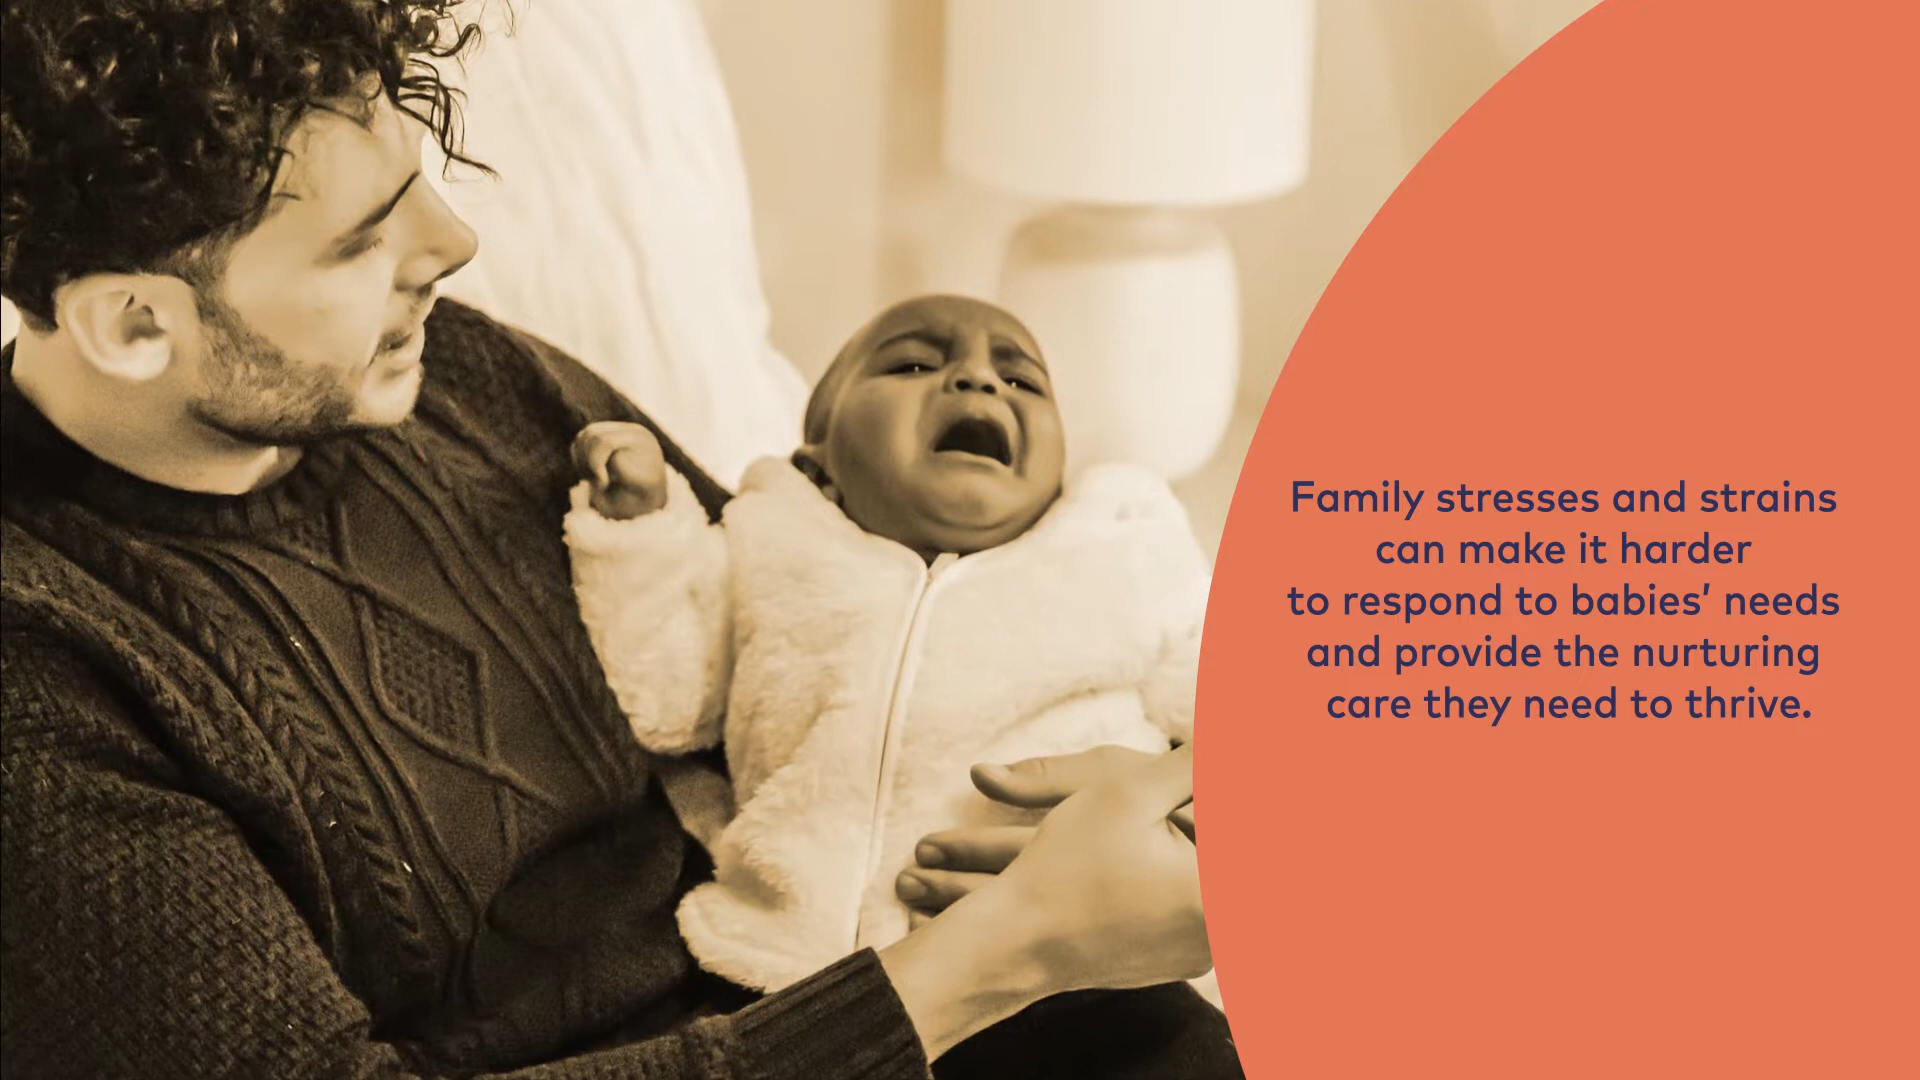 Family stresses and strains
can make it harder
to respond to babies’ needs
and provide the nurturing
care they need to thrive.